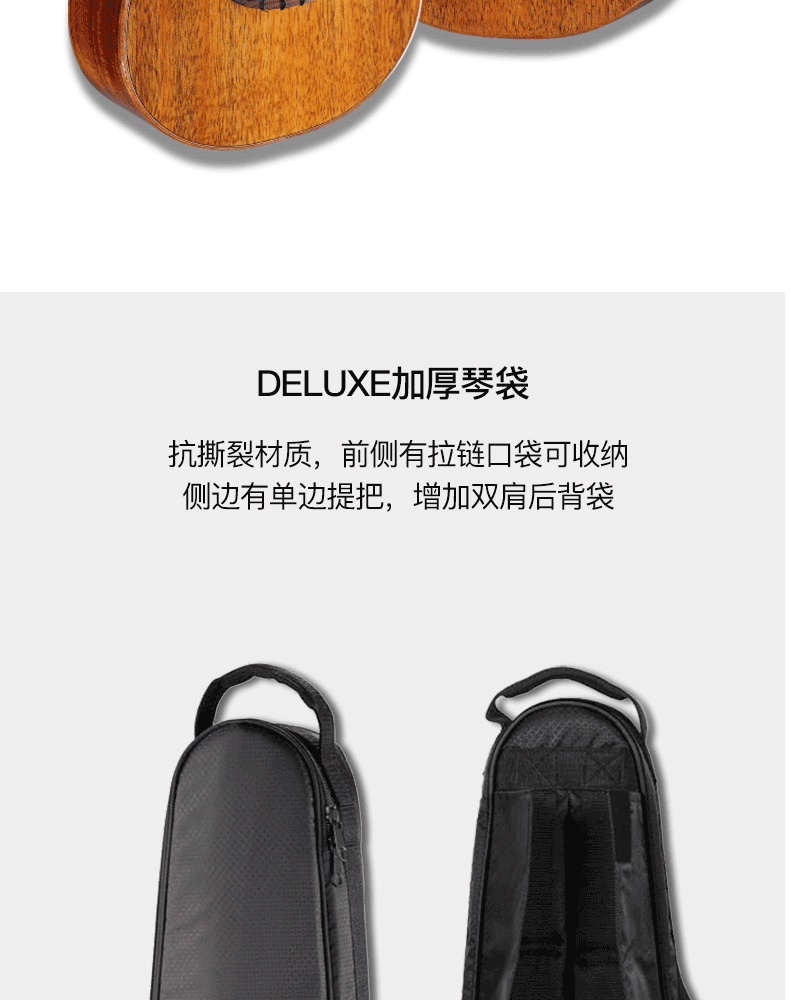 DELUXE加厚琴袋
抗撕裂材质，前侧有拉链口袋可收纳
侧边有单边提把，增加双肩后背袋